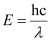 E = hc/λ